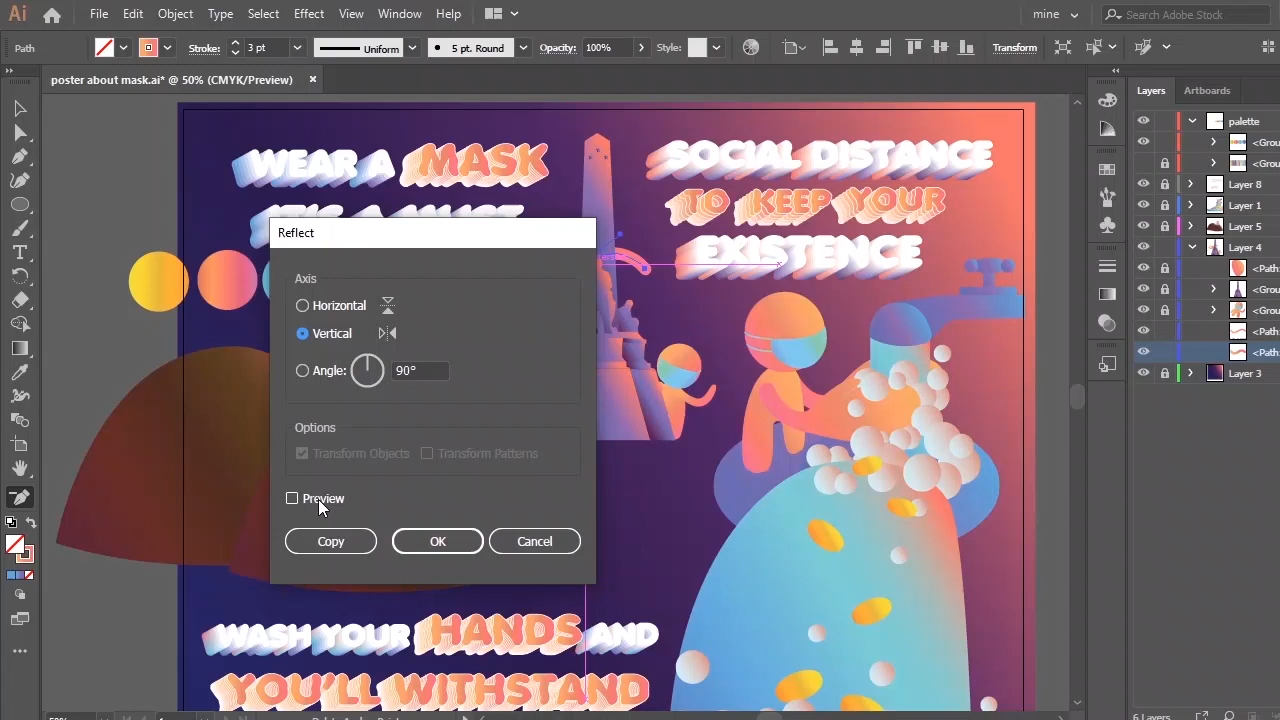 Ai File Edit Object Type Select Effect View Window Help mine Search Adobe Stock
Path Stroke: 3 pt Uniform 5 pt. Round Opacity: 100% Style: Transform
poster about mask.ai* @ 50% (CMYK/Preview) ×
Layers Artboards
palette
<Grou
<Grou
Layer 8
Layer 1
Layer 5
Layer 4
<Path
<Grou
<Grou
<Path
<Path
Layer 3
WEAR A MASK
SOCIAL DISTANCE
TO KEEP YOUR
EXISTENCE
Reflect
Axis
Horizontal
Vertical
Angle: 90°
Options
Transform Objects Transform Patterns
Preview
Copy OK Cancel
WASH YOUR HANDS AND
YOU'LL WITHSTAND
6 Layers